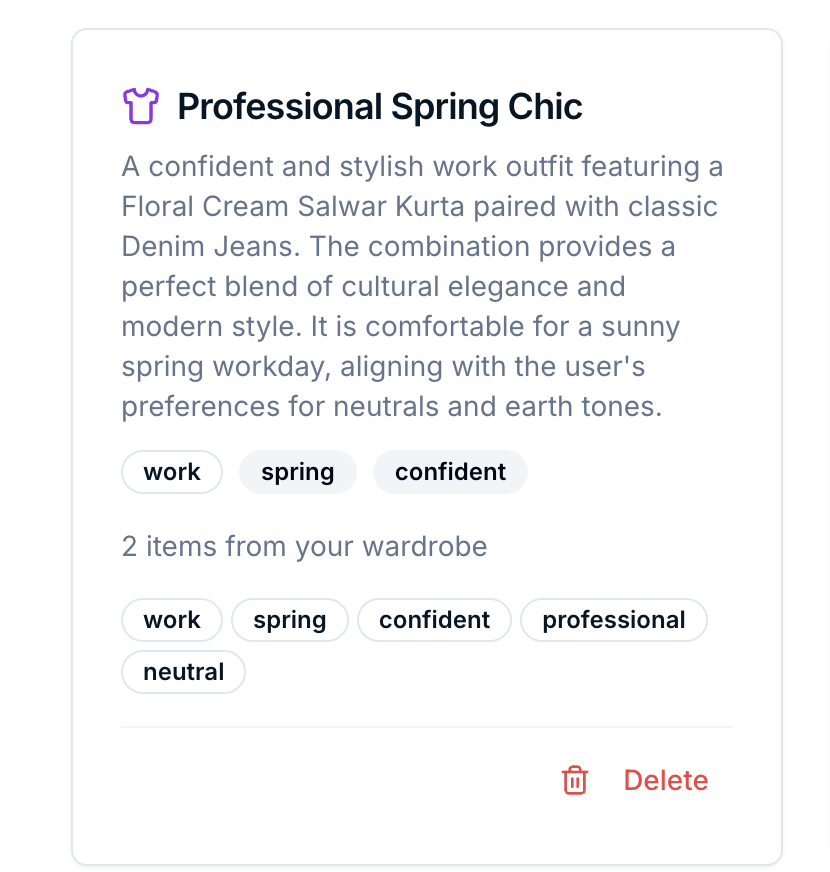 Professional Spring Chic
A confident and stylish work outfit featuring a
Floral Cream Salwar Kurta paired with classic
Denim Jeans. The combination provides a
perfect blend of cultural elegance and
modern style. It is comfortable for a sunny
spring workday, aligning with the user's
preferences for neutrals and earth tones.
work spring confident
2 items from your wardrobe
work spring confident professional
neutral
Delete